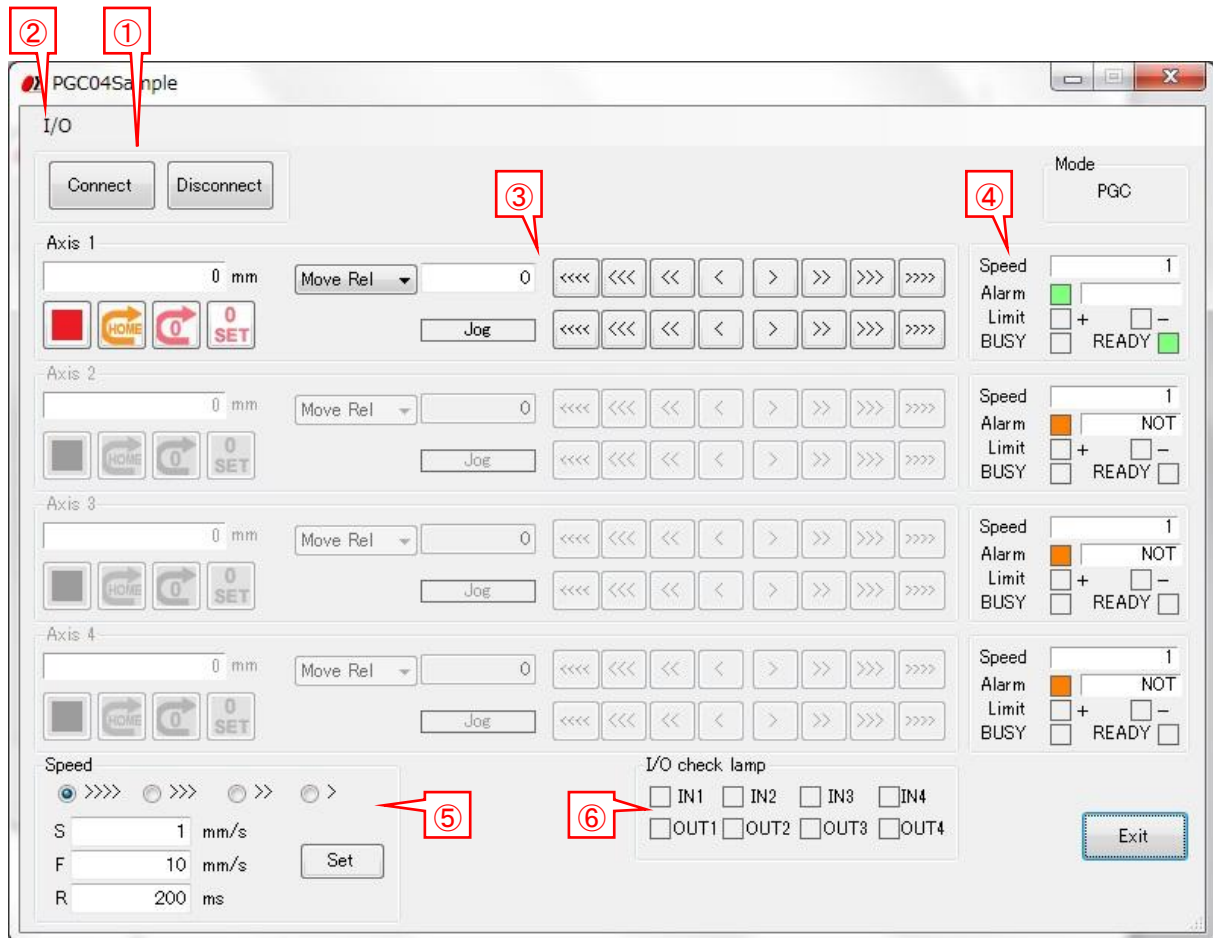 ② ①
PGC04Sample
I/O
Connect Disconnect ③ ④ Mode
PGC
Axis 1
0 mm Move Rel 0 <<<< <<< << < > >> >>> >>>> Speed 1
Alarm
HOME 0 0 SET Jog <<<< <<< << < > >> >>> >>>> Limit + -
BUSY READY
Axis 2
0 mm Move Rel 0 <<<< <<< << < > >> >>> >>>> Speed 1
Alarm NOT
HOME 0 0 SET Jog <<<< <<< << < > >> >>> >>>> Limit + -
BUSY READY
Axis 3
0 mm Move Rel 0 <<<< <<< << < > >> >>> >>>> Speed 1
Alarm NOT
HOME 0 0 SET Jog <<<< <<< << < > >> >>> >>>> Limit + -
BUSY READY
Axis 4
0 mm Move Rel 0 <<<< <<< << < > >> >>> >>>> Speed 1
Alarm NOT
HOME 0 0 SET Jog <<<< <<< << < > >> >>> >>>> Limit + -
BUSY READY
Speed I/O check lamp
>>>> >>> >> > IN1 IN2 IN3 IN4
⑤ ⑥
S 1 mm/s OUT1 OUT2 OUT3 OUT4
F 10 mm/s Set Exit
R 200 ms